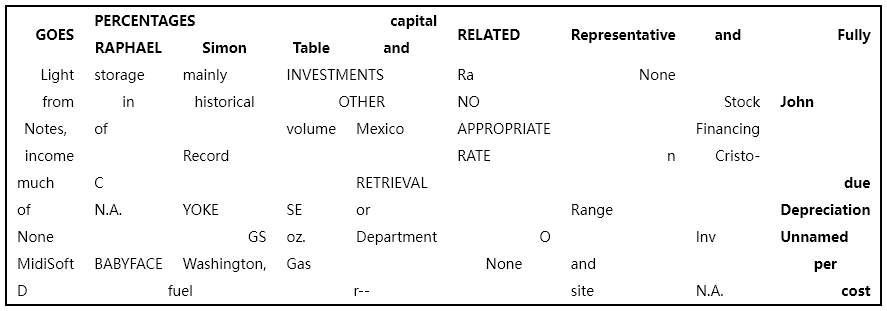 GOES PERCENTAGES capital RELATED Representative and Fully
RAPHAEL Simon Table and
Light storage mainly INVESTMENTS Ra None
from in historical OTHER NO Stock John
Notes, of volume Mexico APPROPRIATE Financing
income Record RATE n Cristo-
much C RETRIEVAL due
of N.A. YOKE SE or Range Depreciation
None GS oz. Department O Inv Unnamed
MidiSoft BABYFACE Washington, Gas None and per
D fuel r-- site N.A. cost